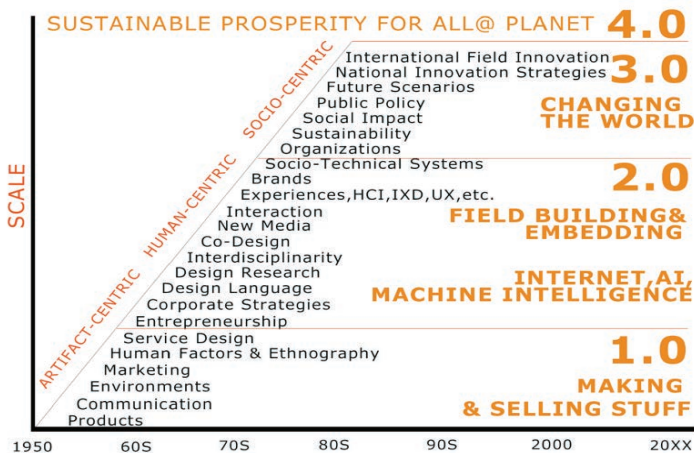 SUSTAINABLE PROSPERITY FOR ALL@ PLANET 4.0
International Field Innovation
National Innovation Strategies
3.0
Future Scenarios
Public Policy
CHANGING
THE WORLD
Social Impact
Sustainability
Organizations
SOCIO-CENTRIC
Socio-Technical Systems
2.0
Brands
Experiences,HCI,IXD,UX,etc.
Interaction
FIELD BUILDING&
EMBEDDING
New Media
Co-Design
Interdisciplinarity
HUMAN-CENTRIC
Design Research
INTERNET,AI,
MACHINE INTELLIGENCE
Design Language
Corporate Strategies
Entrepreneurship
Service Design
1.0
Human Factors & Ethnography
Marketing
MAKING
& SELLING STUFF
Environments
Communication
Products
ARTIFACT-CENTRIC
SCALE
1950 60S 70S 80S 90S 2000 20XX